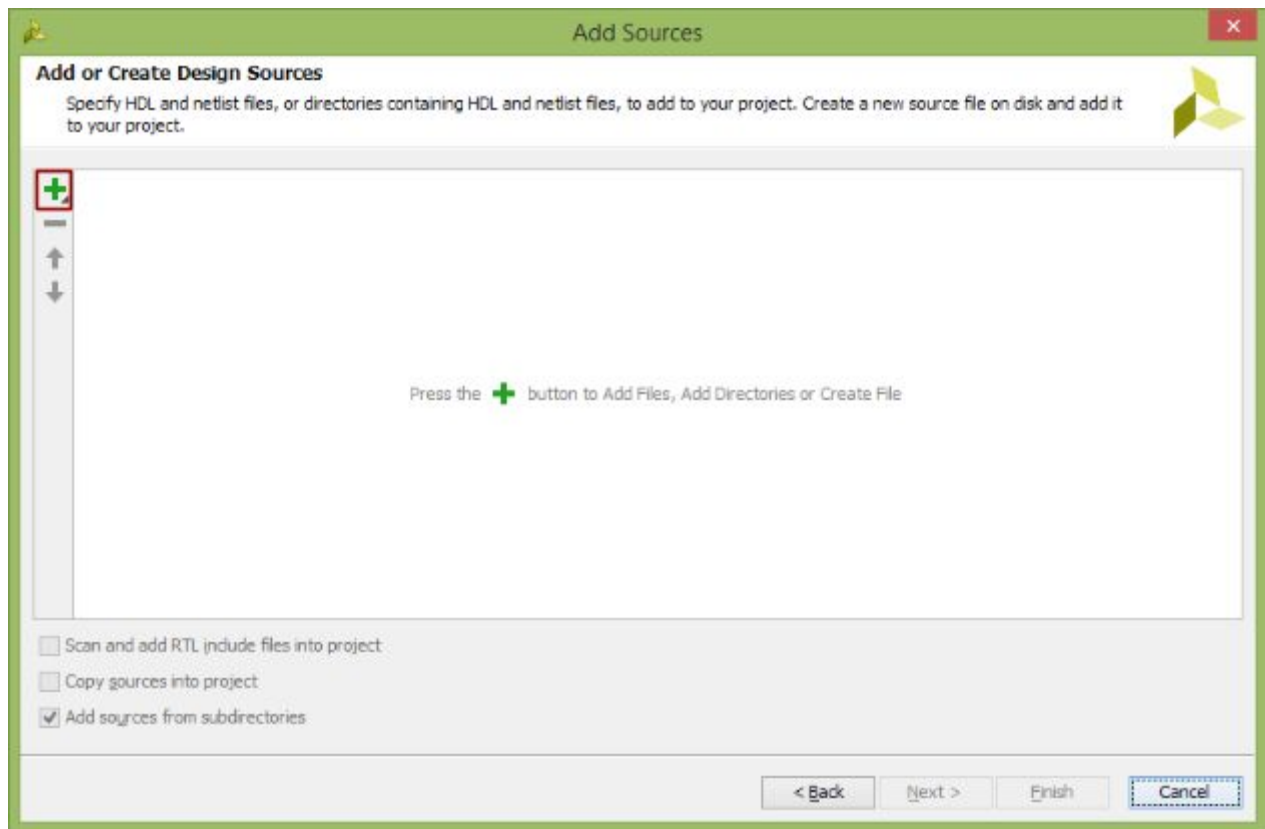 Add Sources
Add or Create Design Sources
Specify HDL and netlist files, or directories containing HDL and netlist files, to add to your project. Create a new source file on disk and add it
to your project.
Press the button to Add Files, Add Directories or Create File
Scan and add RTL include files into project
Copy sources into project
Add sources from subdirectories
< Back Next > Finish Cancel